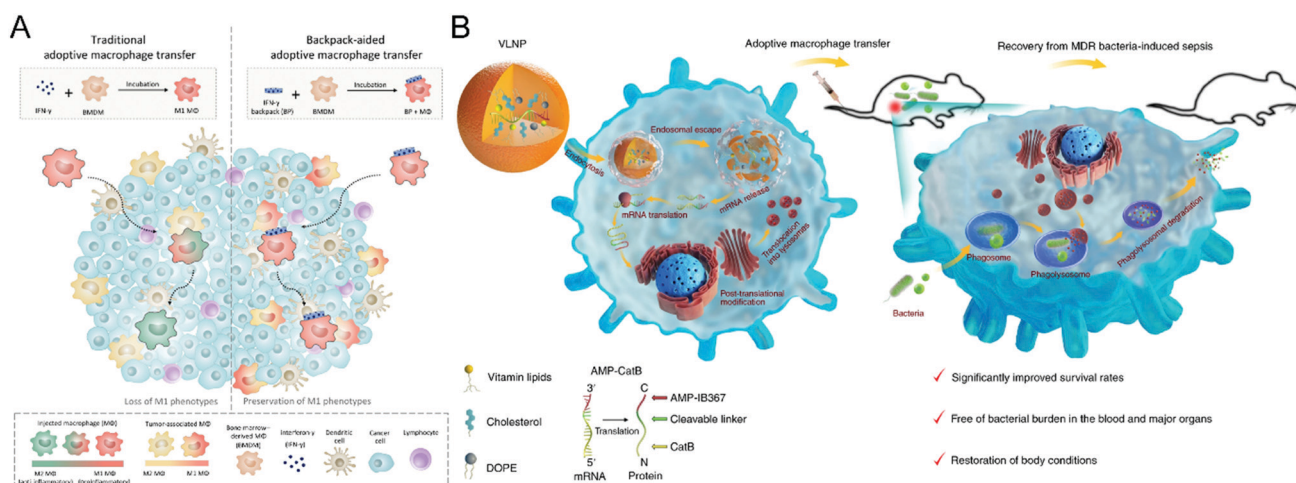 A
Traditional
adoptive macrophage transfer
Backpack-aided
adoptive macrophage transfer
IFN-γ
+
BMDM
Incubation
M1 MΦ
IFN-γ
backpack (BP)
+
BMDM
Incubation
BP + MΦ
Loss of M1 phenotypes
Preservation of M1 phenotypes
Injected macrophage (MΦ)
M2 MΦ
M1 MΦ
Tumor-associated MΦ
M2 MΦ
M1 MΦ
Bone marrow–
derived MΦ
(BMDM)
Interferon-γ
(IFN-γ)
Dendritic
cell
Cancer
cell
Lymphocyte
B
VLNP
Adoptive macrophage transfer
Recovery from MDR bacteria-induced sepsis
Endocytosis
Endosomal escape
mRNA release
mRNA translation
Translocation
into lysosomes
Post-translational
modification
Bacteria
Phagosome
Phagolysosome
Phagolysosomal degradation
Vitamin lipids
Cholesterol
DOPE
AMP-CatB
3′
C
Translation
5′
N
mRNA
Protein
AMP-IB367
Cleavable linker
CatB
✓ Significantly improved survival rates
✓ Free of bacterial burden in the blood and major organs
✓ Restoration of body conditions